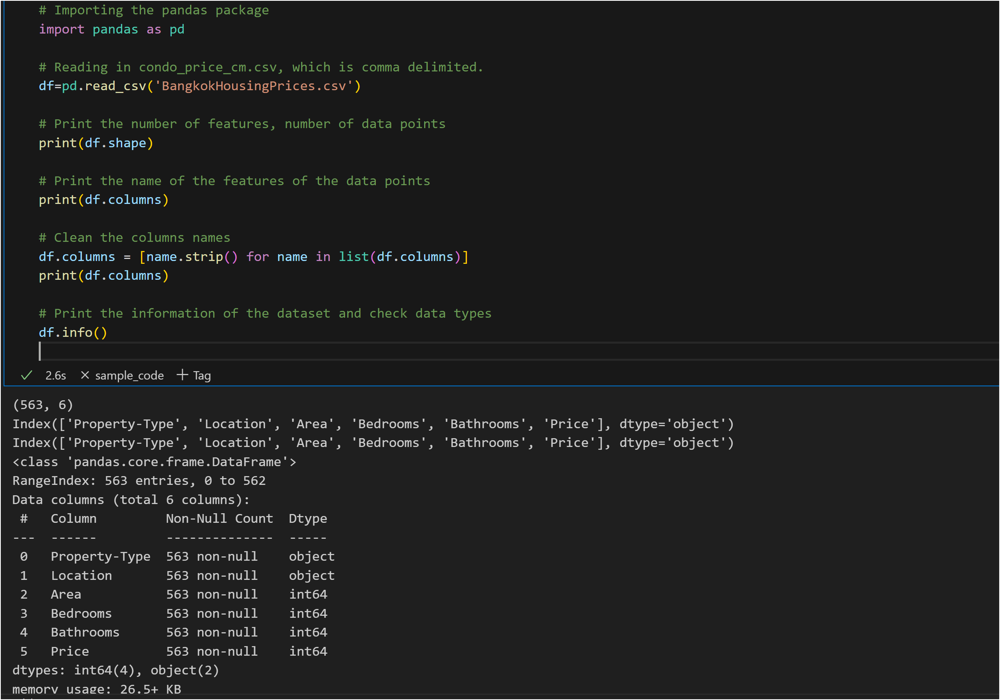 # Importing the pandas package
import pandas as pd
# Reading in condo_price_cm.csv, which is comma delimited.
df=pd.read_csv('BangkokHousingPrices.csv')
# Print the number of features, number of data points
print(df.shape)
# Print the name of the features of the data points
print(df.columns)
# Clean the columns names
df.columns = [name.strip() for name in list(df.columns)]
print(df.columns)
# Print the information of the dataset and check data types
df.info()
2.6s × sample_code + Tag
(563, 6)
Index(['Property-Type', 'Location', 'Area', 'Bedrooms', 'Bathrooms', 'Price'], dtype='object')
Index(['Property-Type', 'Location', 'Area', 'Bedrooms', 'Bathrooms', 'Price'], dtype='object')
<class 'pandas.core.frame.DataFrame'>
RangeIndex: 563 entries, 0 to 562
Data columns (total 6 columns):
 #   Column         Non-Null Count  Dtype
---  ------         --------------  -----
 0   Property-Type  563 non-null    object
 1   Location       563 non-null    object
 2   Area           563 non-null    int64
 3   Bedrooms       563 non-null    int64
 4   Bathrooms      563 non-null    int64
 5   Price          563 non-null    int64
dtypes: int64(4), object(2)
memory usage: 26.5+ KB